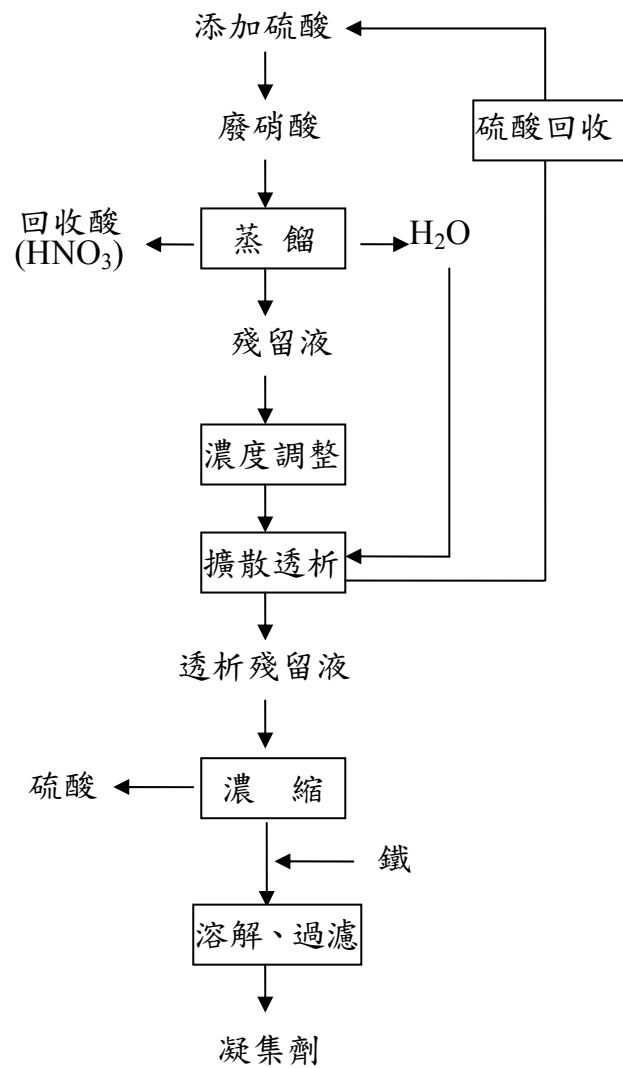 添加硫酸
廢硝酸
硫酸回收
回收酸
(HNO₃)
蒸餾
H₂O
殘留液
濃度調整
擴散透析
透析殘留液
硫酸
濃縮
鐵
溶解、過濾
凝集劑